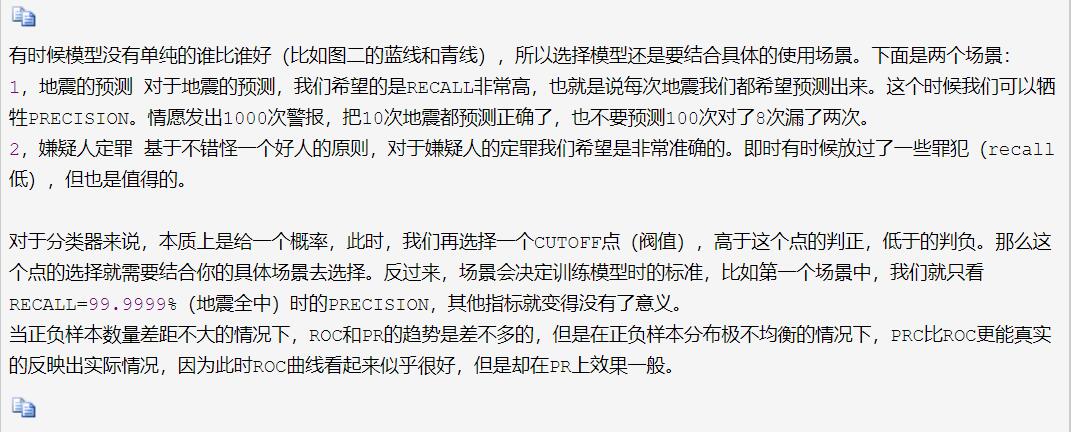 有时候模型没有单纯的谁比谁好（比如图二的蓝线和青线），所以选择模型还是要结合具体的使用场景。下面是两个场景：
1，地震的预测 对于地震的预测，我们希望的是RECALL非常高，也就是说每次地震我们都希望预测出来。这个时候我们可以牺
牲PRECISION。情愿发出1000次警报，把10次地震都预测正确了，也不要预测100次对了8次漏了两次。
2，嫌疑人定罪 基于不错怪一个好人的原则，对于嫌疑人的定罪我们希望是非常准确的。即时有时候放过了一些罪犯（recall
低），但也是值得的。
对于分类器来说，本质上是给一个概率，此时，我们再选择一个CUTOFF点（阀值），高于这个点的判正，低于的判负。那么这
个点的选择就需要结合你的具体场景去选择。反过来，场景会决定训练模型时的标准，比如第一个场景中，我们就只看
RECALL=99.9999%（地震全中）时的PRECISION，其他指标就变得没有了意义。
当正负样本数量差距不大的情况下，ROC和PR的趋势是差不多的，但是在正负样本分布极不均衡的情况下，PRC比ROC更能真实
的反映出实际情况，因为此时ROC曲线看起来似乎很好，但是却在PR上效果一般。